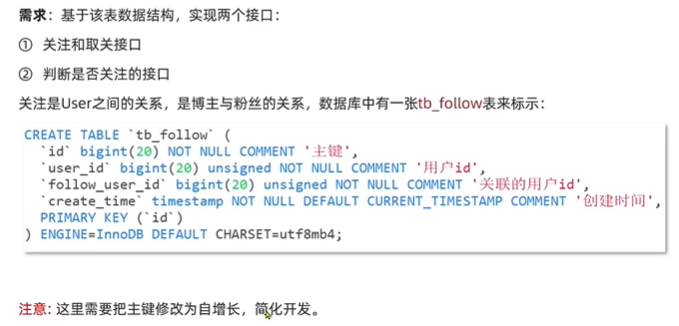 需求：基于该表数据结构，实现两个接口：
① 关注和取关接口
② 判断是否关注的接口
关注是User之间的关系，是博主与粉丝的关系，数据库中有一张tb_follow表来标示：
CREATE TABLE `tb_follow` (
`id` bigint(20) NOT NULL COMMENT '主键',
`user_id` bigint(20) unsigned NOT NULL COMMENT '用户id',
`follow_user_id` bigint(20) unsigned NOT NULL COMMENT '关联的用户id',
`create_time` timestamp NOT NULL DEFAULT CURRENT_TIMESTAMP COMMENT '创建时间',
PRIMARY KEY (`id`)
) ENGINE=InnoDB DEFAULT CHARSET=utf8mb4;
注意: 这里需要把主键修改为自增长，简化开发。